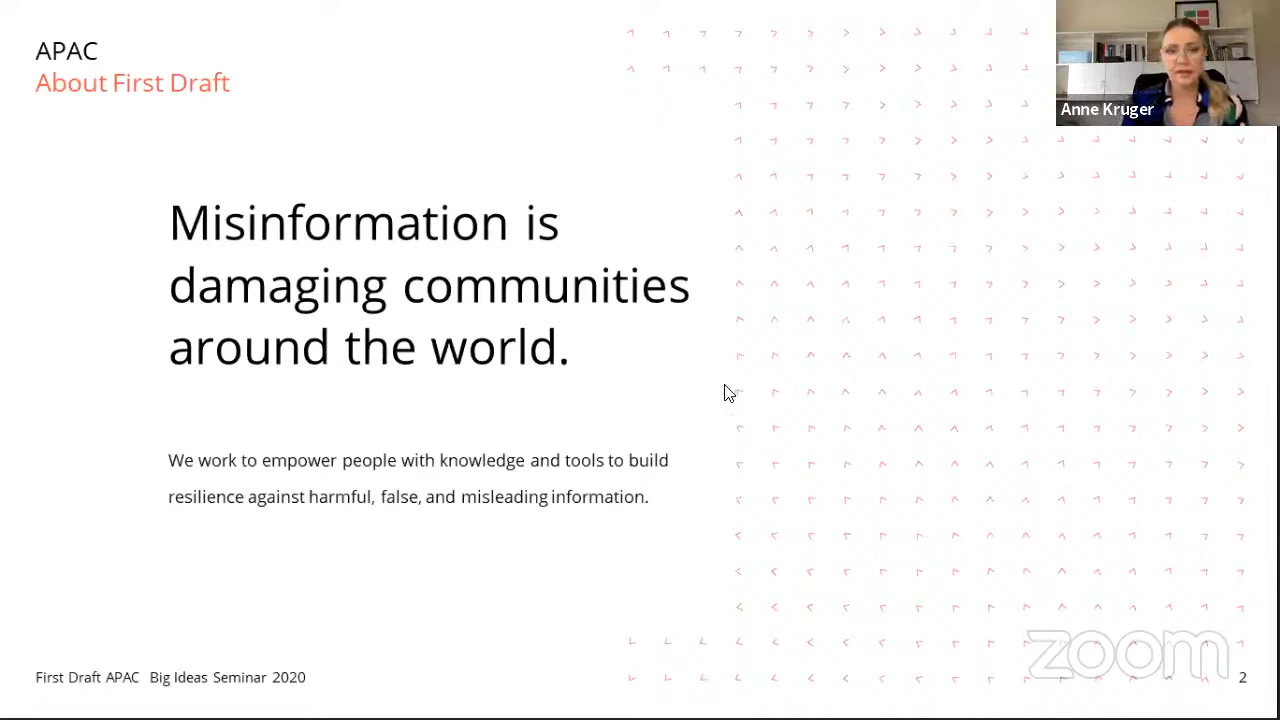 APAC
About First Draft
Anne Kruger
Misinformation is
damaging communities
around the world.
We work to empower people with knowledge and tools to build
resilience against harmful, false, and misleading information.
zoom
First Draft APAC Big Ideas Seminar 2020
2